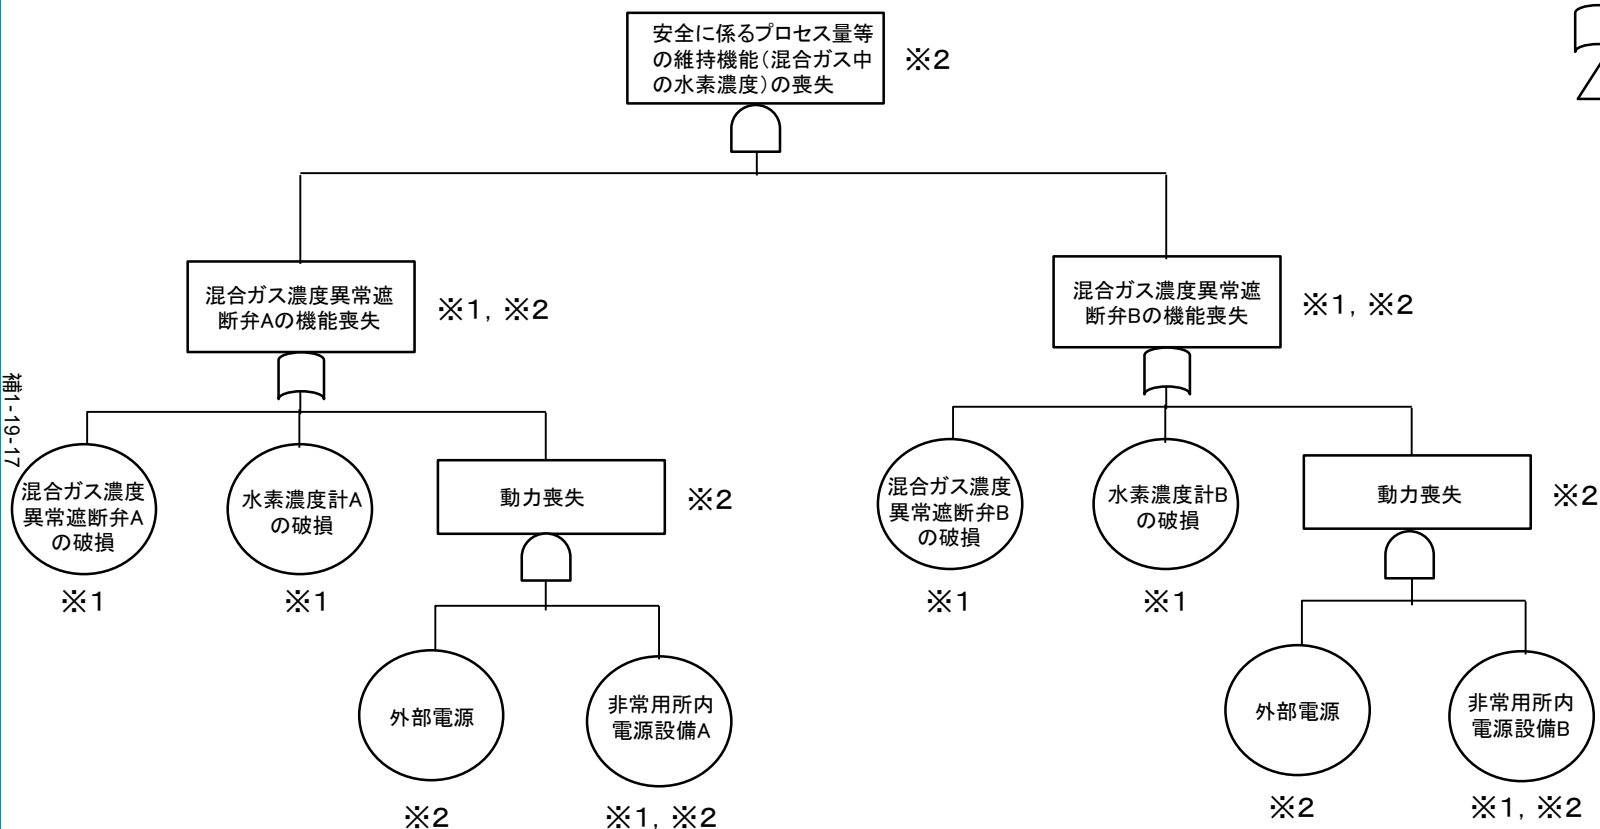 安全に係るプロセス量等
の維持機能（混合ガス中
の水素濃度）の喪失
※2
混合ガス濃度異常遮
断弁Aの機能喪失
※1, ※2
混合ガス濃度異常遮
断弁Bの機能喪失
※1, ※2
補1-19-17
混合ガス濃度
異常遮断弁A
の破損
※1
水素濃度計A
の破損
※1
動力喪失
※2
混合ガス濃度
異常遮断弁B
の破損
※1
水素濃度計B
の破損
※1
動力喪失
※2
外部電源
※2
非常用所内
電源設備A
※1, ※2
外部電源
※2
非常用所内
電源設備B
※1, ※2